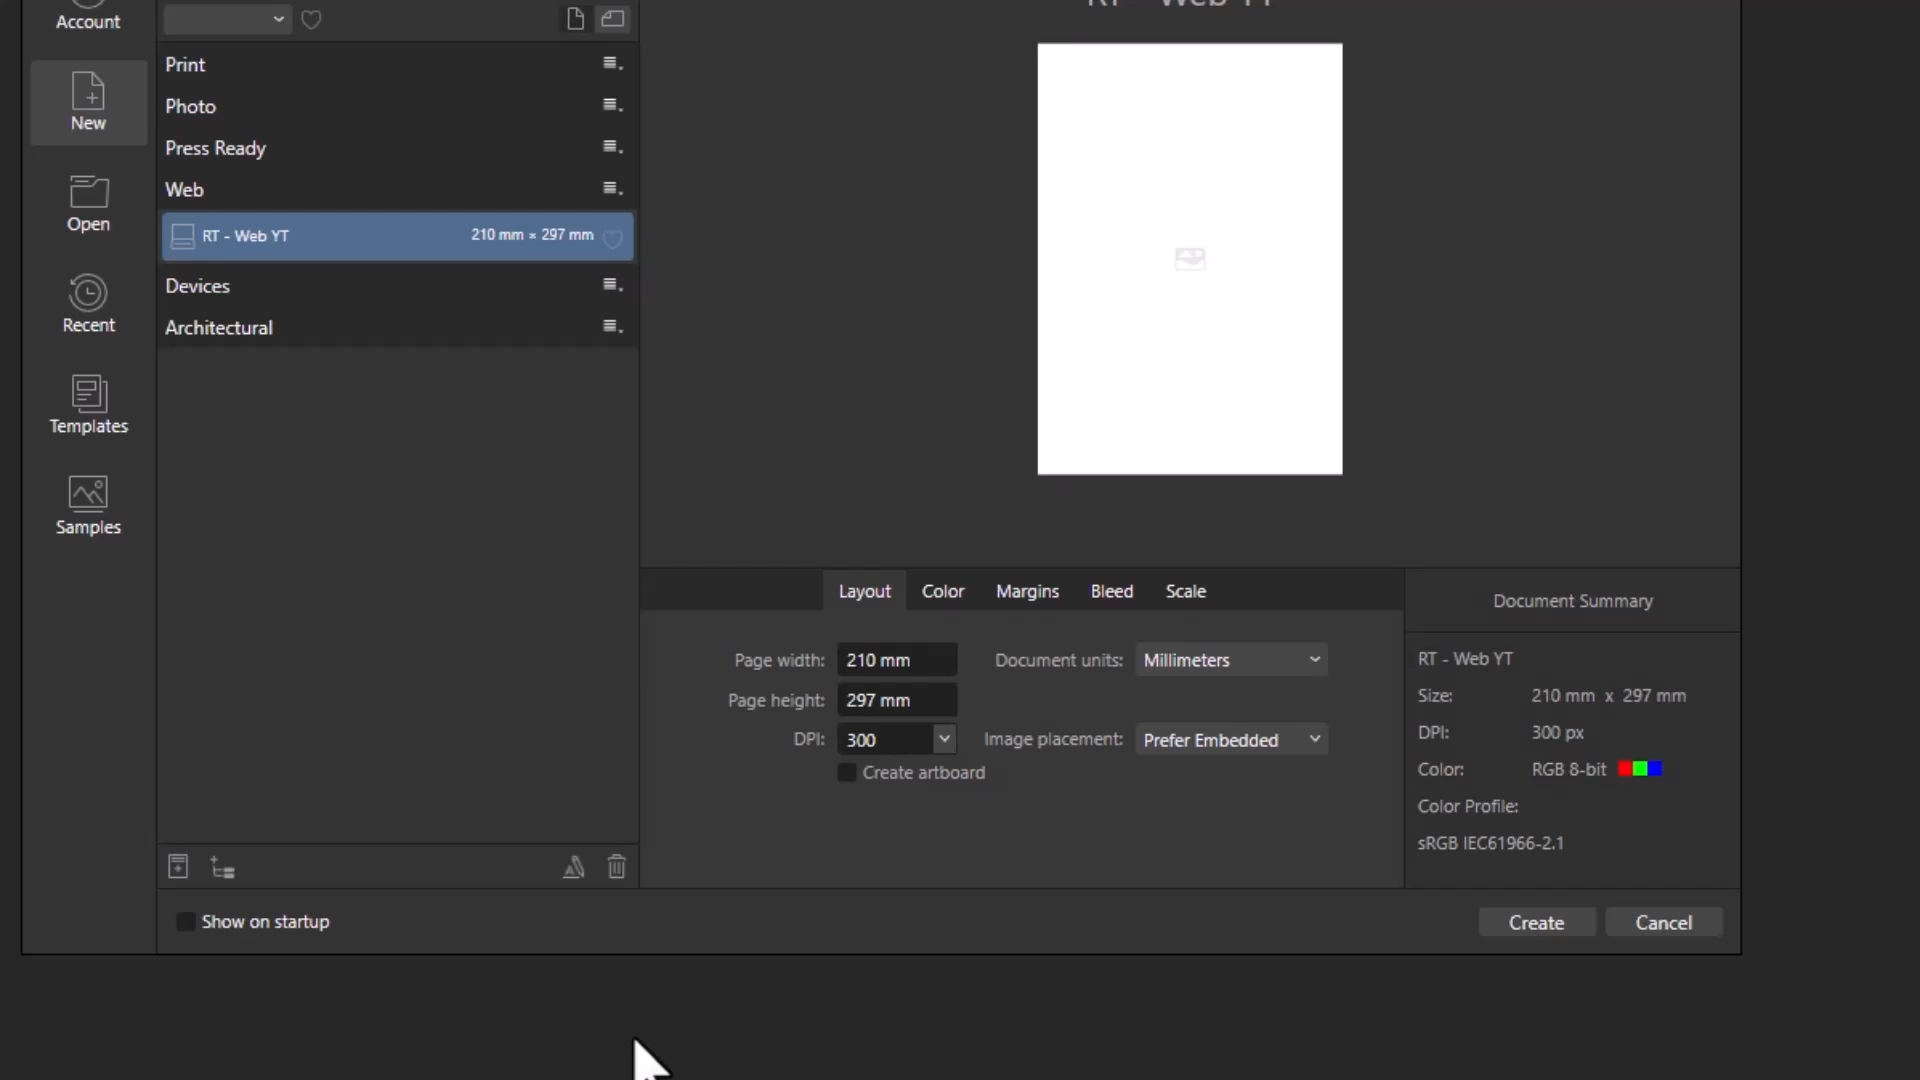 RT - Web YT
Account
Print
Photo
New
Press Ready
Web
Open
RT - Web YT 210 mm × 297 mm
Devices
Recent
Architectural
Templates
Samples
Layout Color Margins Bleed Scale
Document Summary
Page width: 210 mm Document units: Millimeters
RT - Web YT
Page height: 297 mm
Size: 210 mm x 297 mm
DPI: 300 Image placement: Prefer Embedded
DPI: 300 px
Create artboard
Color: RGB 8-bit
Color Profile:
sRGB IEC61966-2.1
Show on startup
Create Cancel